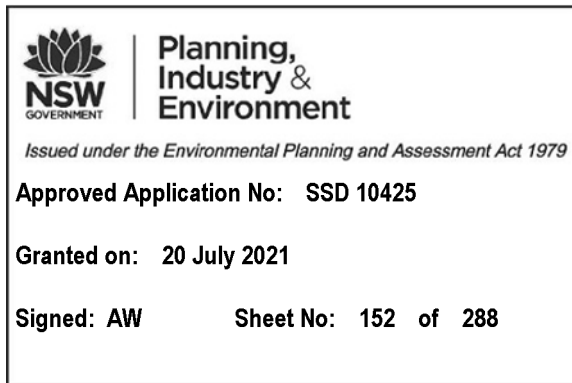 NSW
GOVERNMENT
Planning,
Industry &
Environment
Issued under the Environmental Planning and Assessment Act 1979
Approved Application No: SSD 10425
Granted on: 20 July 2021
Signed: AW Sheet No: 152 of 288